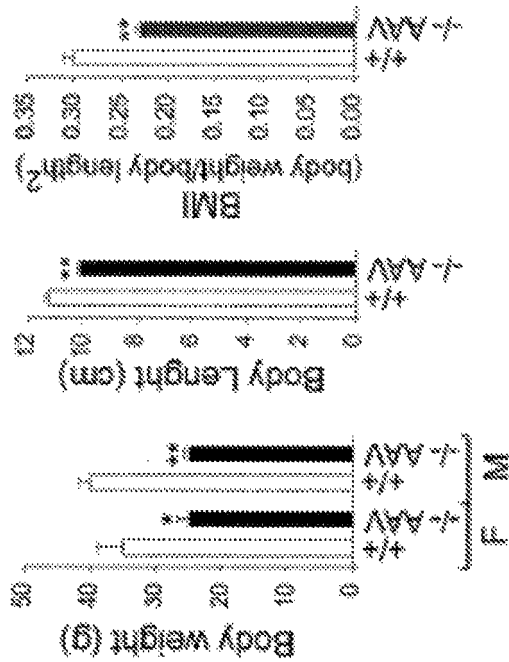 Body weight (g)
50
40
30
20
10
0
*
**
+/+
-/- AAV
+/+
-/- AAV
F
M
Body Lenght (cm)
12
10
8
6
4
2
0
**
+/+
-/- AAV
BMI
(body weight/body length²)
0.35
0.30
0.25
0.20
0.15
0.10
0.05
0.00
**
+/+
-/- AAV